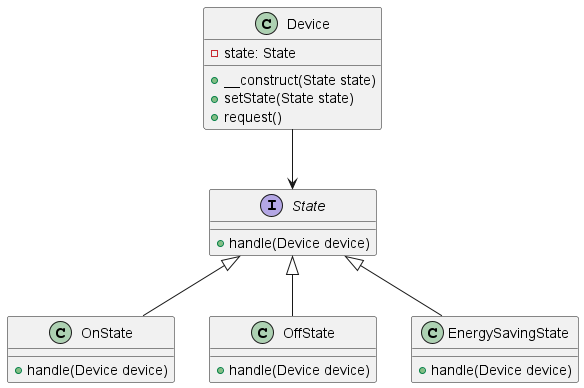 C Device
state: State
__construct(State state)
setState(State state)
request()
I State
handle(Device device)
C OnState
handle(Device device)
C OffState
handle(Device device)
C EnergySavingState
handle(Device device)